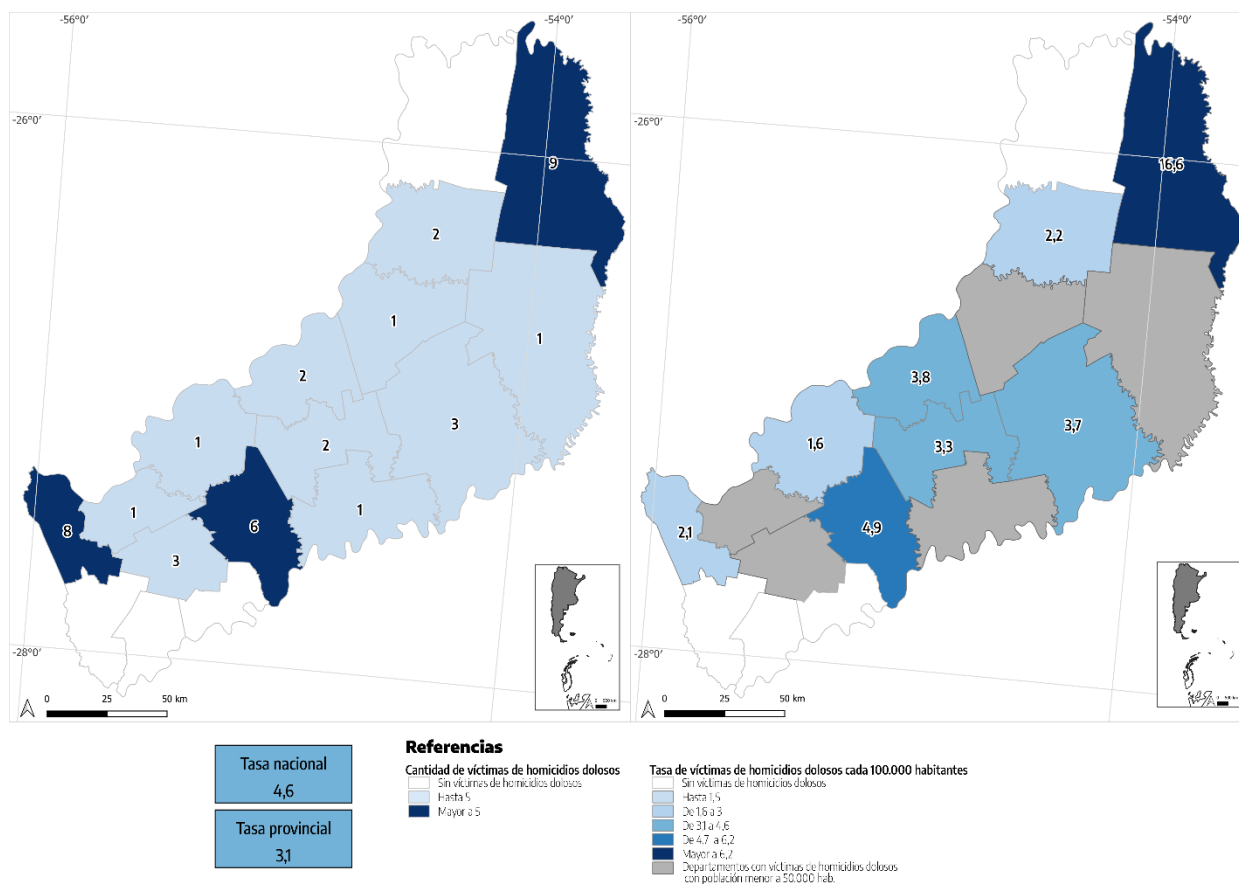 -56°0'
-54°0'
-26°0'
9
2
1
1
2
3
1
2
8
1
6
1
3
-28°0'
0 25 50 km
-56°0'
-54°0'
-26°0'
16,6
2,2
3,8
3,7
1,6
3,3
2,1
4,9
-28°0'
0 25 50 km
Tasa nacional
4,6
Tasa provincial
3,1
Referencias
Cantidad de víctimas de homicidios dolosos
Sin víctimas de homicidios dolosos
Hasta 5
Mayor a 5
Tasa de víctimas de homicidios dolosos cada 100.000 habitantes
Sin víctimas de homicidios dolosos
Hasta 1,5
De 1,6 a 3
De 3,1 a 4,6
De 4,7 a 6,2
Mayor a 6,2
Departamentos con víctimas de homicidios dolosos
con población menor a 50.000 hab.